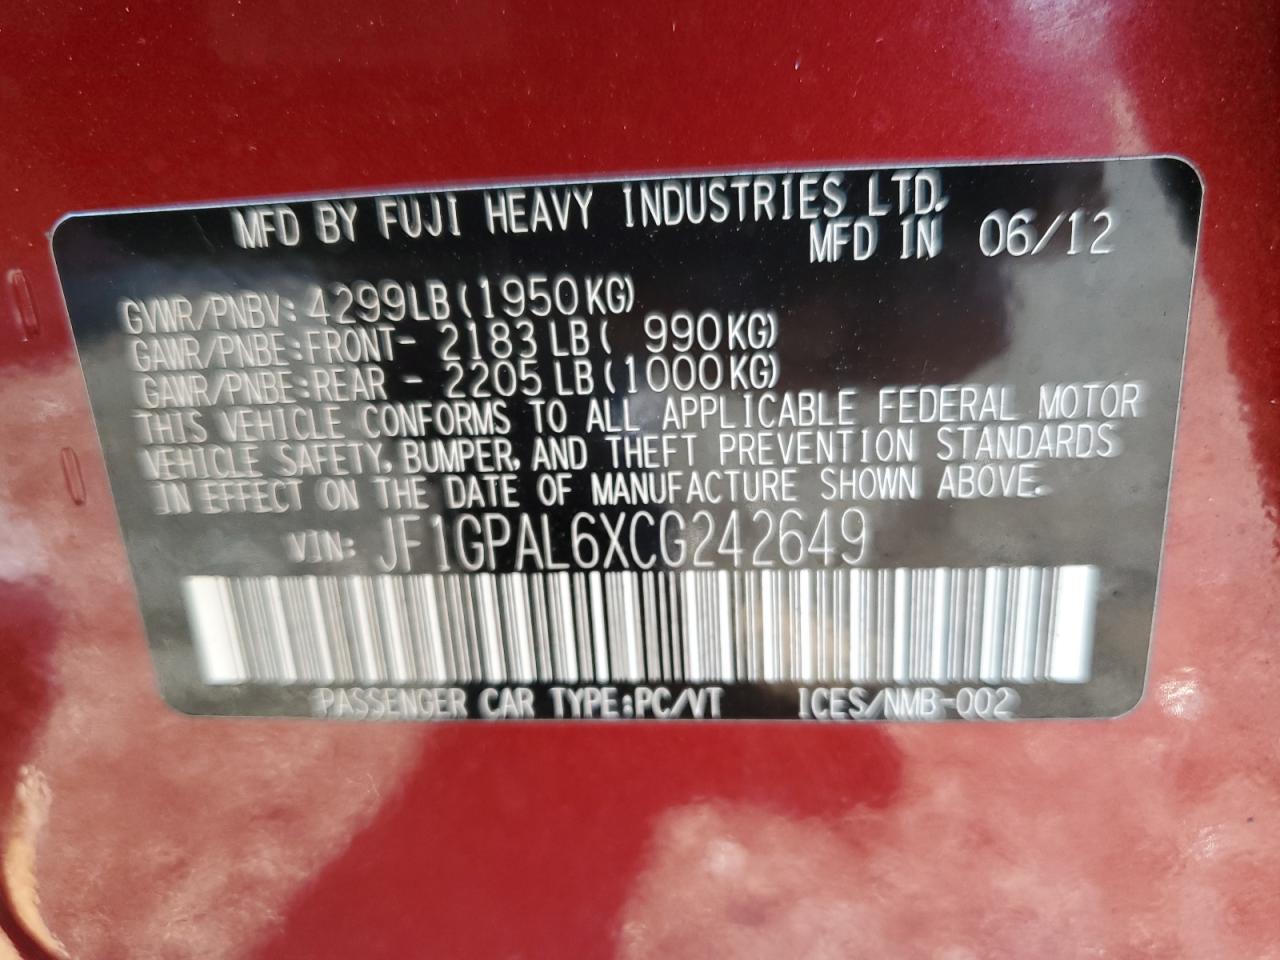 MFD BY FUJI HEAVY INDUSTRIES LTD.
MFD IN 06/12
GVWR/PNBV: 4299LB(1950KG)
GAWR/PNBE:FRONT- 2183 LB( 990KG)
GAWR/PNBE:REAR - 2205 LB(1000KG)
THIS VEHICLE CONFORMS TO ALL APPLICABLE FEDERAL MOTOR
VEHICLE SAFETY, BUMPER, AND THEFT PREVENTION STANDARDS
IN EFFECT ON THE DATE OF MANUFACTURE SHOWN ABOVE.
VIN: JF1GPAL6XCG242649
PASSENGER CAR TYPE:PC/VT ICES/NMB-002